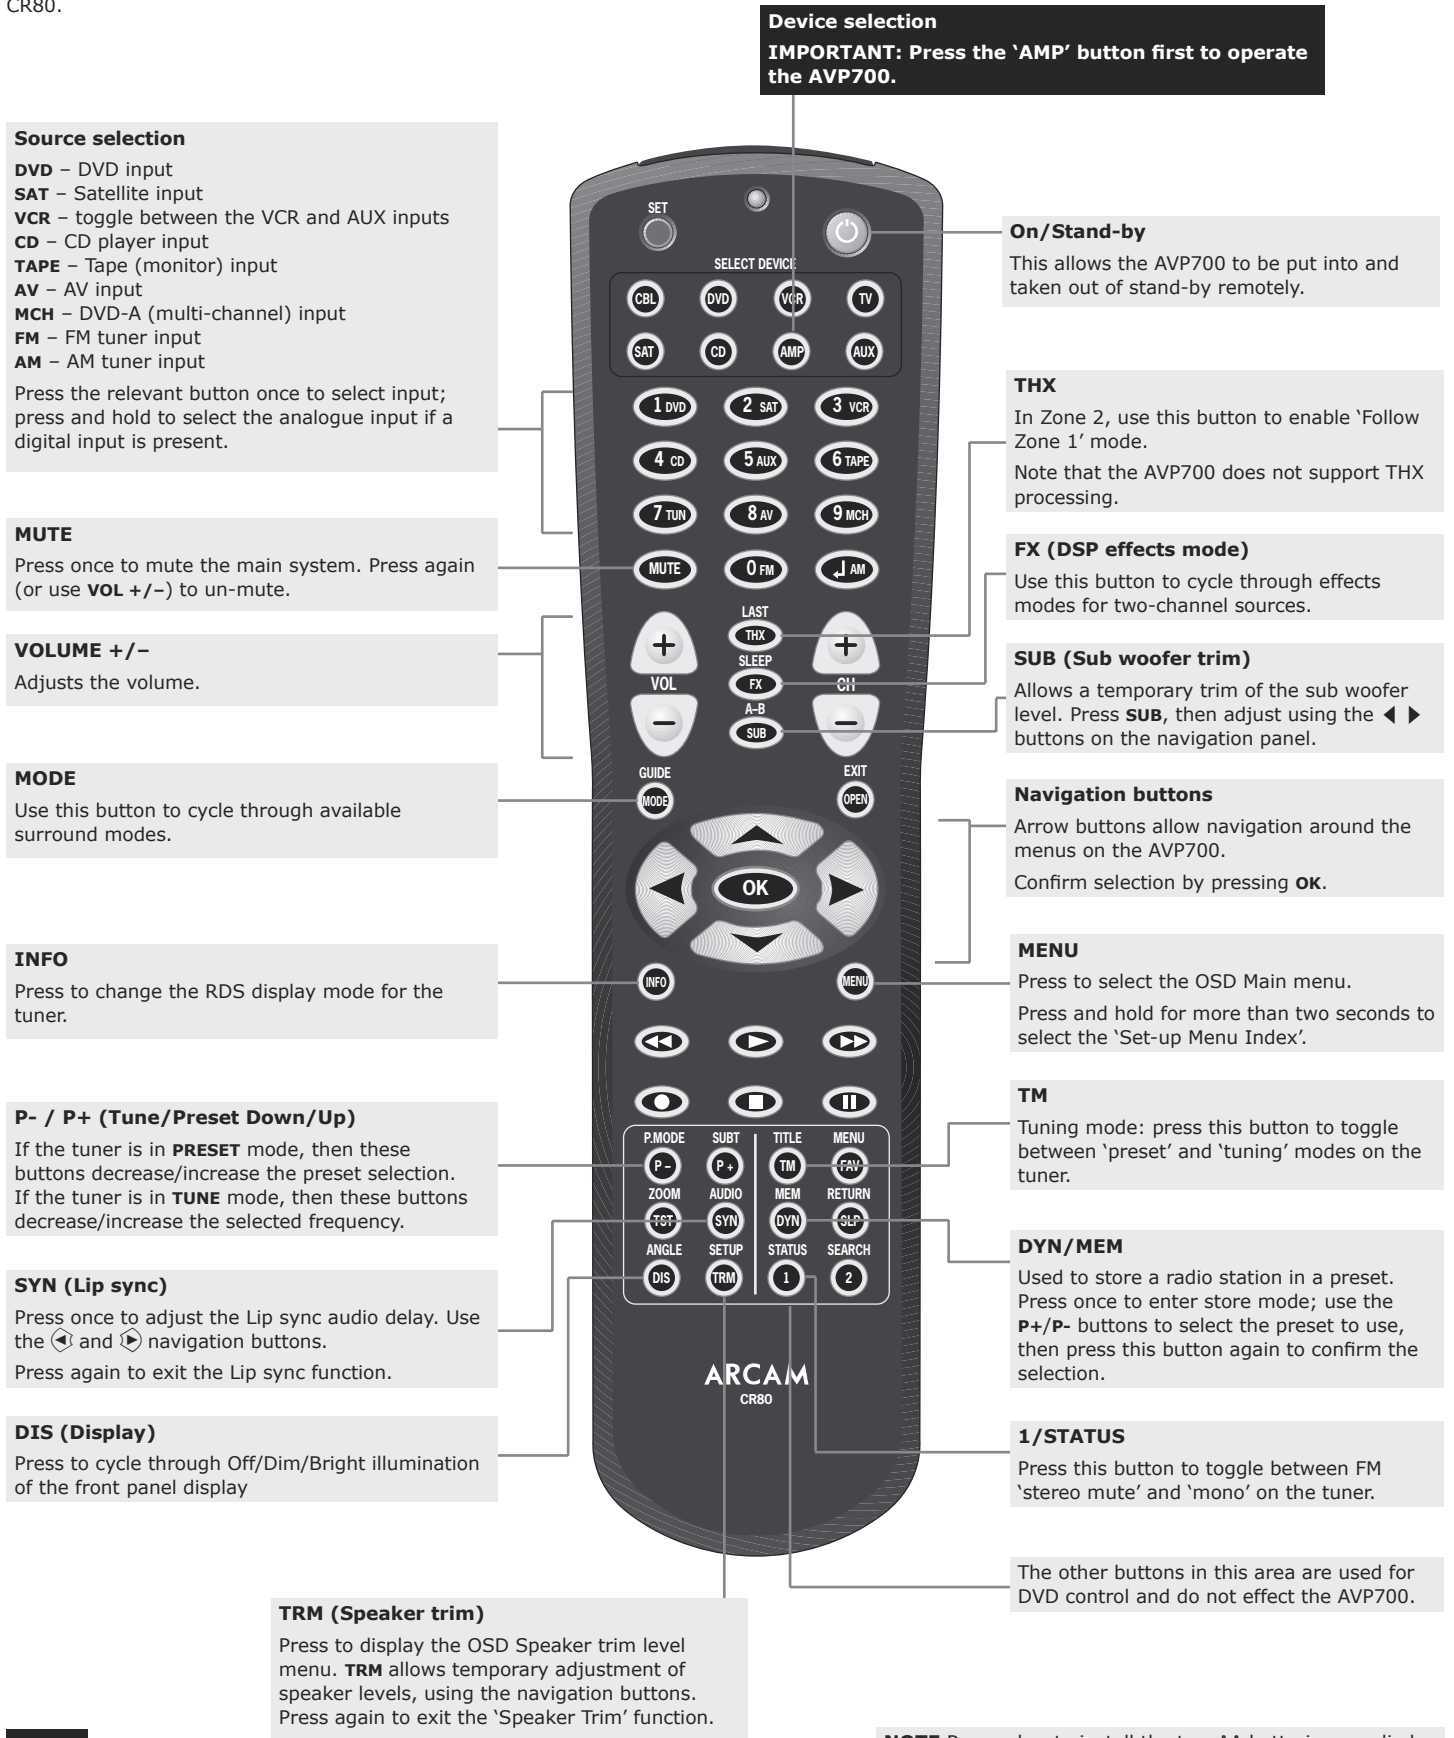 CR80.
Device selection
IMPORTANT: Press the ‘AMP’ button first to operate
the AVP700.
Source selection
DVD – DVD input
SAT – Satellite input
VCR – toggle between the VCR and AUX inputs
CD – CD player input
TAPE – Tape (monitor) input
AV – AV input
MCH – DVD-A (multi-channel) input
FM – FM tuner input
AM – AM tuner input
Press the relevant button once to select input;
press and hold to select the analogue input if a
digital input is present.
MUTE
Press once to mute the main system. Press again
(or use VOL +/–) to un-mute.
VOLUME +/–
Adjusts the volume.
MODE
Use this button to cycle through available
surround modes.
INFO
Press to change the RDS display mode for the
tuner.
P- / P+ (Tune/Preset Down/Up)
If the tuner is in PRESET mode, then these
buttons decrease/increase the preset selection.
If the tuner is in TUNE mode, then these buttons
decrease/increase the selected frequency.
SYN (Lip sync)
Press once to adjust the Lip sync audio delay. Use
the ◀ and ▶ navigation buttons.
Press again to exit the Lip sync function.
DIS (Display)
Press to cycle through Off/Dim/Bright illumination
of the front panel display
TRM (Speaker trim)
Press to display the OSD Speaker trim level
menu. TRM allows temporary adjustment of
speaker levels, using the navigation buttons.
Press again to exit the ‘Speaker Trim’ function.
SET
SELECT DEVICE
CBL DVD VCR TV
SAT CD AMP AUX
1 DVD 2 SAT 3 VCR
4 CD 5 AUX 6 TAPE
7 TUN 8 AV 9 MCH
MUTE 0 FM AM
LAST
THX
SLEEP
VOL FX CH
A–B
SUB
GUIDE EXIT
MODE OPEN
OK
INFO MENU
P.MODE SUBT TITLE MENU
P – P + TM FAV
ZOOM AUDIO MEM RETURN
TST SYN DYN SLP
ANGLE SETUP STATUS SEARCH
DIS TRM 1 2
ARCAM
CR80
On/Stand-by
This allows the AVP700 to be put into and
taken out of stand-by remotely.
THX
In Zone 2, use this button to enable ‘Follow
Zone 1’ mode.
Note that the AVP700 does not support THX
processing.
FX (DSP effects mode)
Use this button to cycle through effects
modes for two-channel sources.
SUB (Sub woofer trim)
Allows a temporary trim of the sub woofer
level. Press SUB, then adjust using the ◀ ▶
buttons on the navigation panel.
Navigation buttons
Arrow buttons allow navigation around the
menus on the AVP700.
Confirm selection by pressing OK.
MENU
Press to select the OSD Main menu.
Press and hold for more than two seconds to
select the ‘Set-up Menu Index’.
TM
Tuning mode: press this button to toggle
between ‘preset’ and ‘tuning’ modes on the
tuner.
DYN/MEM
Used to store a radio station in a preset.
Press once to enter store mode; use the
P+/P- buttons to select the preset to use,
then press this button again to confirm the
selection.
1/STATUS
Press this button to toggle between FM
‘stereo mute’ and ‘mono’ on the tuner.
The other buttons in this area are used for
DVD control and do not effect the AVP700.